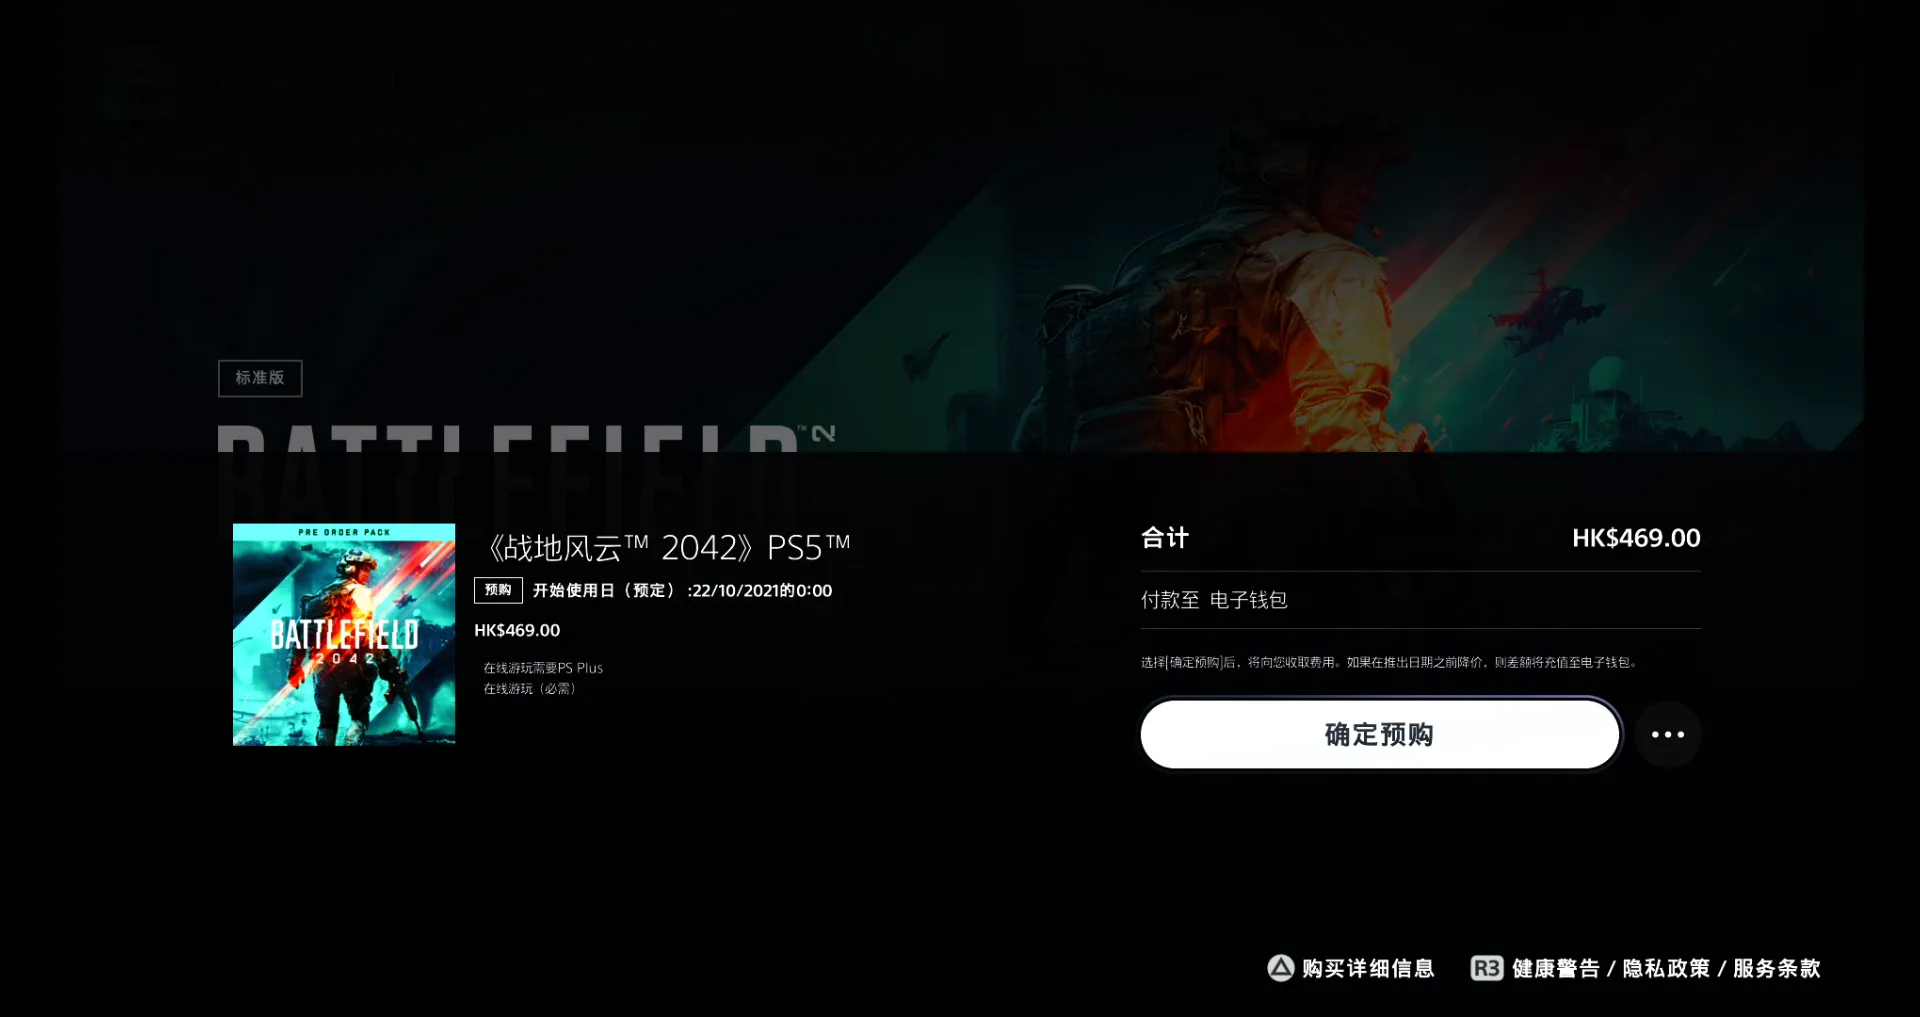 标准版
BATTLEFIELD™ 2
PRE ORDER PACK
BATTLEFIELD
2042
《战地风云™ 2042》PS5™
预购 开始使用日（预定）:22/10/2021的0:00
HK$469.00
在线游玩需要PS Plus
在线游玩（必需）
合计 HK$469.00
付款至 电子钱包
选择[确定预购]后，将向您收取费用。如果在推出日期之前降价，则差额将充值至电子钱包。
确定预购
购买详细信息 R3 健康警告 / 隐私政策 / 服务条款